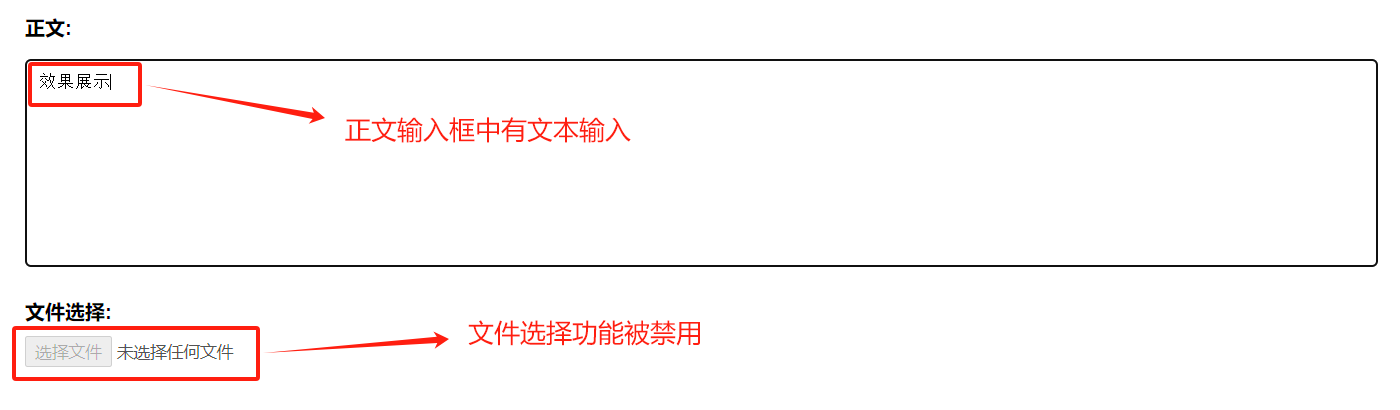 正文:
效果展示
正文输入框中有文本输入
文件选择:
文件选择功能被禁用
选择文件 未选择任何文件